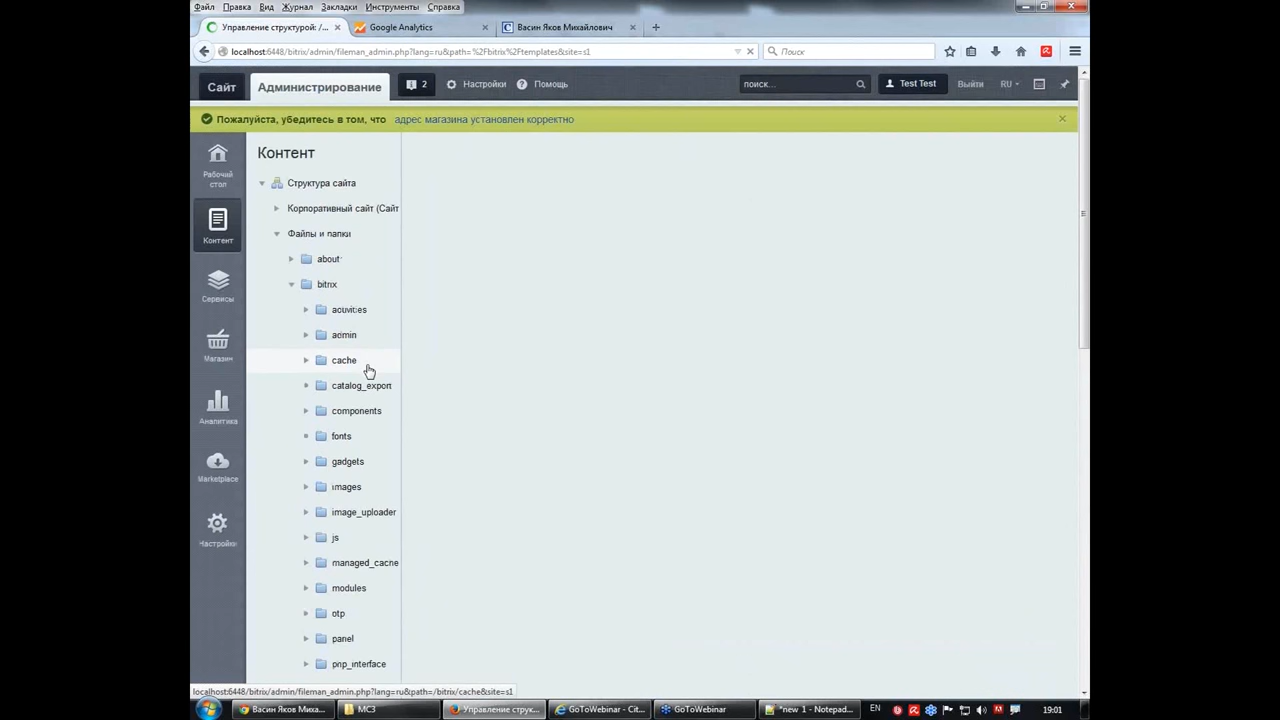 Файл Правка Вид Журнал Закладки Инструменты Справка
Управление структурой: /... Google Analytics Васин Яков Михайлович
localhost:6448/bitrix/admin/fileman_admin.php?lang=ru&path=%2Fbitrix%2Ftemplates&site=s1 Поиск
Сайт Администрирование 2 Настройки Помощь поиск... Test Test Выйти RU
Пожалуйста, убедитесь в том, что адрес магазина установлен корректно
Рабочий стол
Контент
Сервисы
Магазин
Аналитика
Marketplace
Настройки
Контент
Структура сайта
Корпоративный сайт (Сайт
Файлы и папки
about
bitrix
activities
admin
cache
catalog_export
components
fonts
gadgets
images
image_uploader
js
managed_cache
modules
otp
panel
php_interface
localhost:6448/bitrix/admin/fileman_admin.php?lang=ru&path=/bitrix/cache&site=s1
Васин Яков Миха... МСЗ Управление струк... GoToWebinar - Cit... GoToWebinar *new 1 - Notepad... EN 19:01